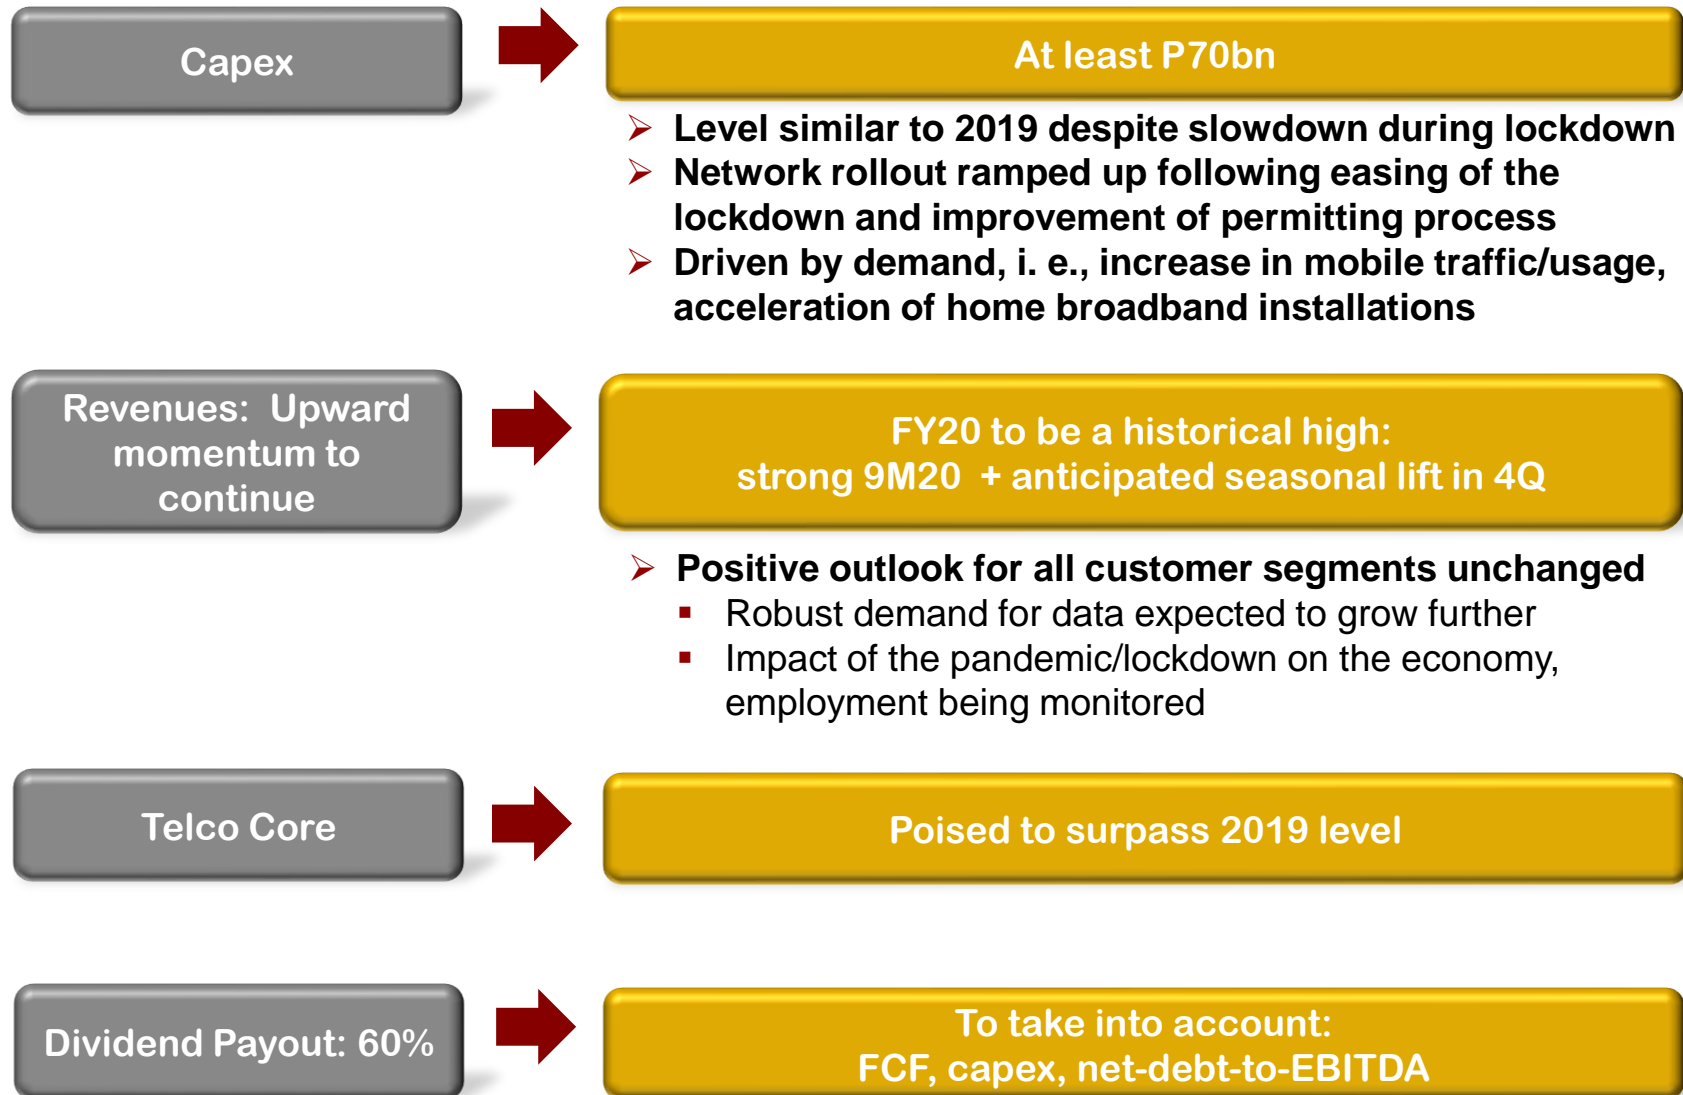 Capex
At least P70bn
➢ Level similar to 2019 despite slowdown during lockdown
➢ Network rollout ramped up following easing of the
lockdown and improvement of permitting process
➢ Driven by demand, i. e., increase in mobile traffic/usage,
acceleration of home broadband installations
Revenues: Upward
momentum to
continue
FY20 to be a historical high:
strong 9M20 + anticipated seasonal lift in 4Q
➢ Positive outlook for all customer segments unchanged
▪ Robust demand for data expected to grow further
▪ Impact of the pandemic/lockdown on the economy,
employment being monitored
Telco Core
Poised to surpass 2019 level
Dividend Payout: 60%
To take into account:
FCF, capex, net-debt-to-EBITDA